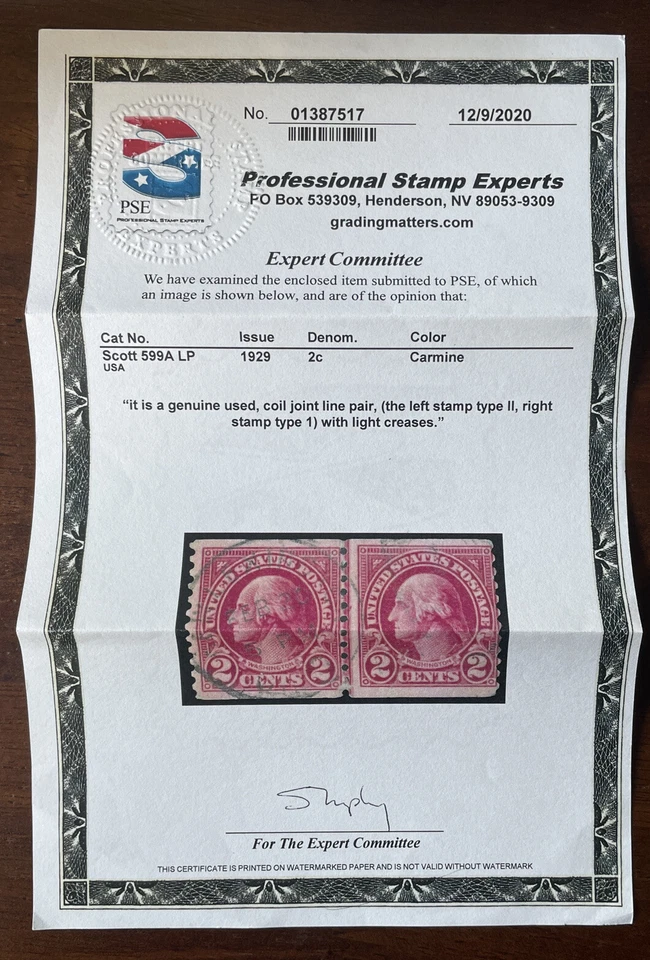 No. 01387517 12/9/2020
PSE
PROFESSIONAL STAMP EXPERTS
Professional Stamp Experts
PO Box 539309, Henderson, NV 89053-9309
gradingmatters.com
Expert Committee
We have examined the enclosed item submitted to PSE, of which
an image is shown below, and are of the opinion that:
Cat No. Issue Denom. Color
Scott 599A LP 1929 2c Carmine
USA
“it is a genuine used, coil joint line pair, (the left stamp type II, right
stamp type 1) with light creases.”
UNITED STATES POSTAGE
WASHINGTON
2 CENTS 2
UNITED STATES POSTAGE
WASHINGTON
2 CENTS 2
For The Expert Committee
THIS CERTIFICATE IS PRINTED ON WATERMARKED PAPER AND IS NOT VALID WITHOUT WATERMARK